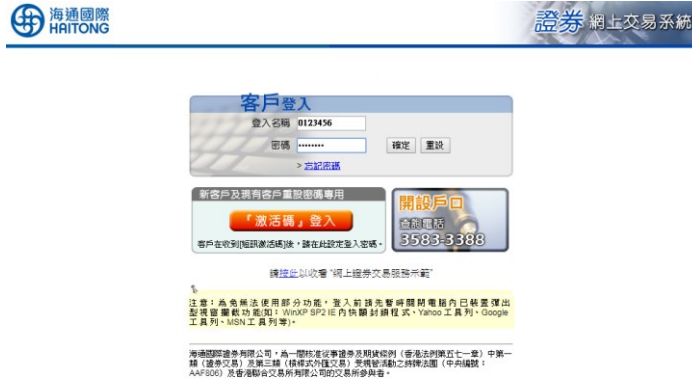 海通國際
HAITONG
證券 網上交易系統
客戶登入
登入名稱 0123456
密碼 ••••••••
確定 重設
> 忘記密碼
新客戶及現有客戶重設密碼專用
『激活碼』登入
客戶在收到[短訊激活碼]後，請在此設定登入密碼。
開設戶口
查詢電話
3583-3388
請按此以收看 "網上證券交易服務示範"
注意：為免無法使用部分功能，登入前請先暫時關閉電腦內已裝置彈出
型視窗攔截功能(如：WinXP SP2 IE 內快顯封鎖程式、Yahoo 工具列、Google
工具列、MSN 工具列等)。
海通國際證券有限公司，為一間核准從事證券及期貨條例（香港法例第五七一章）中第一
類（證券交易）及第三類（槓桿式外匯交易）受規管活動之持牌法團（中央編號：
AAF806）及香港聯合交易所有限公司的交易所參與者。